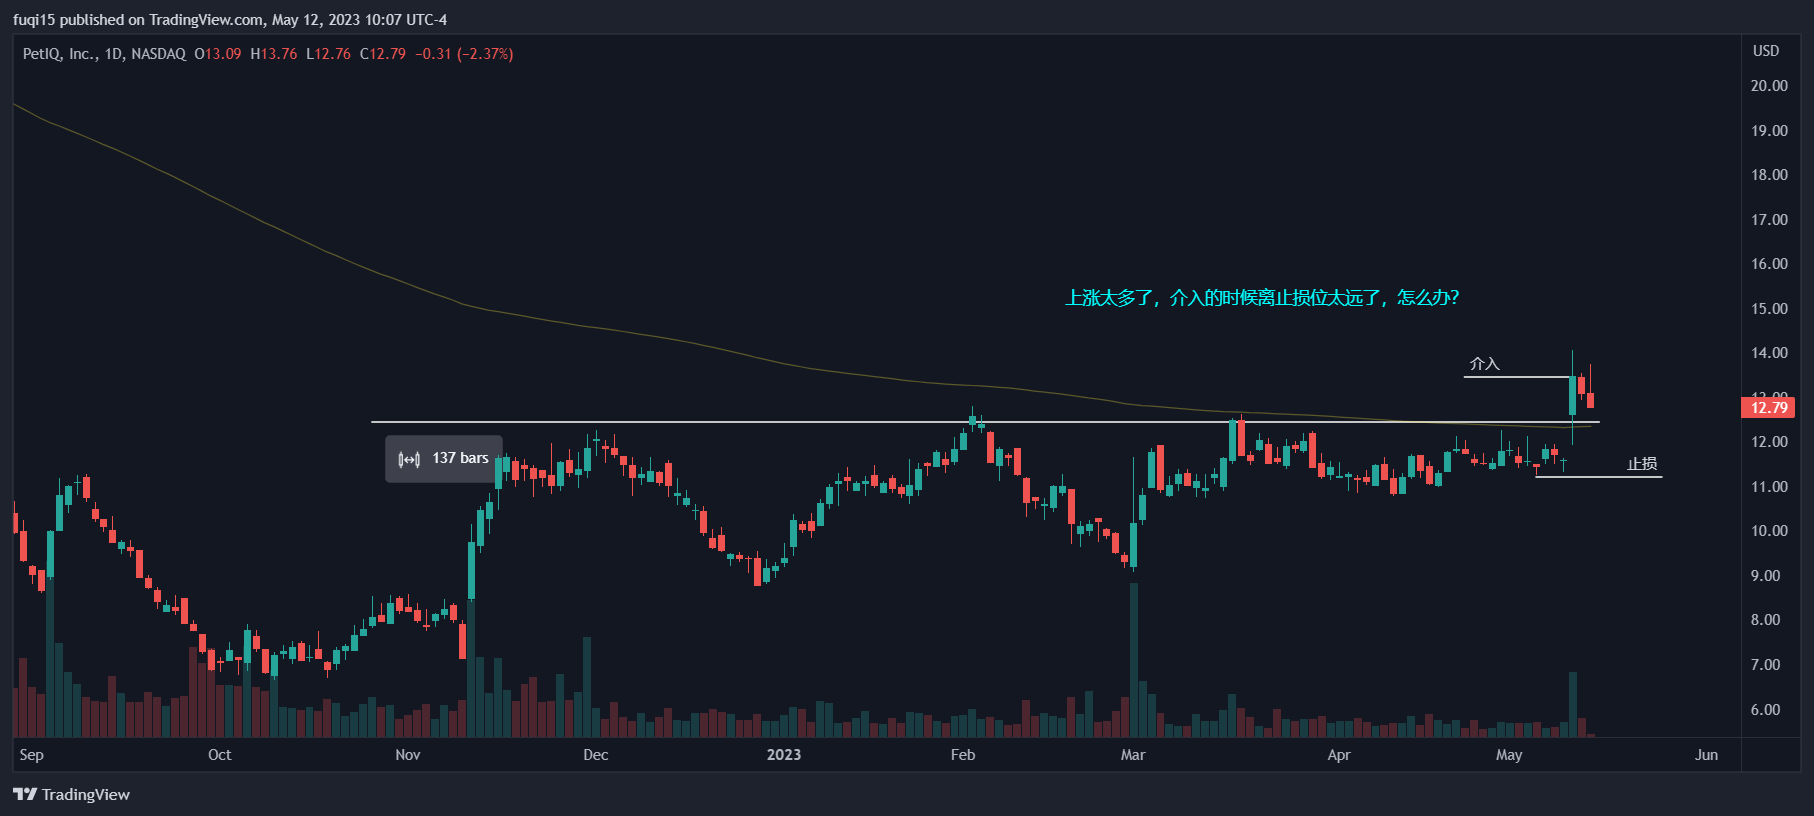 fuqi15 published on TradingView.com, May 12, 2023 10:07 UTC-4
PetIQ, Inc., 1D, NASDAQ O13.09 H13.76 L12.76 C12.79 −0.31 (−2.37%)
USD
20.00
19.00
18.00
17.00
16.00
上涨太多了，介入的时候离止损位太远了，怎么办?
15.00
14.00
介入
13.00
12.79
12.00
137 bars
止损
11.00
10.00
9.00
8.00
7.00
6.00
Sep Oct Nov Dec 2023 Feb Mar Apr May Jun
TradingView